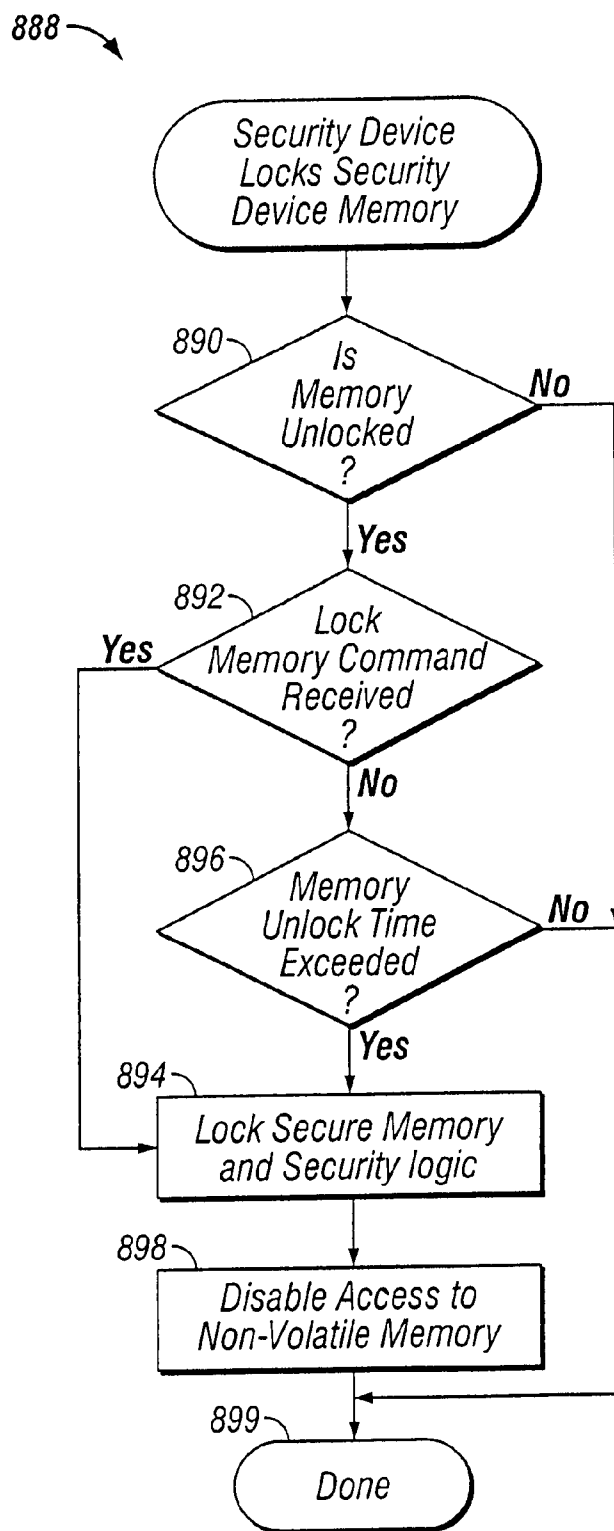 888
Security Device
Locks Security
Device Memory
890
Is
Memory
Unlocked
?
No
Yes
892
Lock
Memory Command
Received
?
Yes
No
896
Memory
Unlock Time
Exceeded
?
No
Yes
894
Lock Secure Memory
and Security logic
898
Disable Access to
Non-Volatile Memory
899
Done